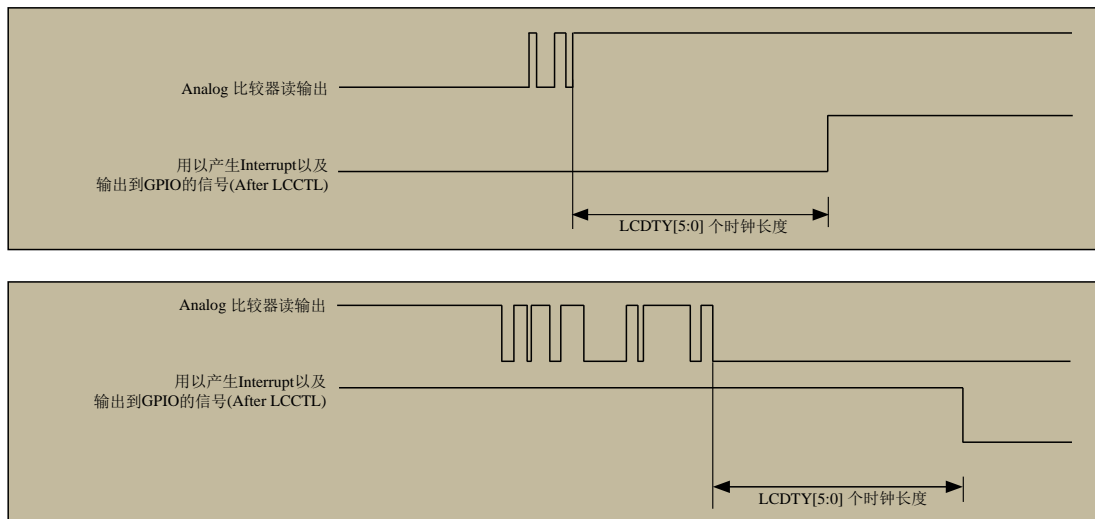 Analog 比较器读输出
用以产生Interrupt以及
输出到GPIO的信号(After LCCTL)
LCDTY[5:0] 个时钟长度
Analog 比较器读输出
用以产生Interrupt以及
输出到GPIO的信号(After LCCTL)
LCDTY[5:0] 个时钟长度